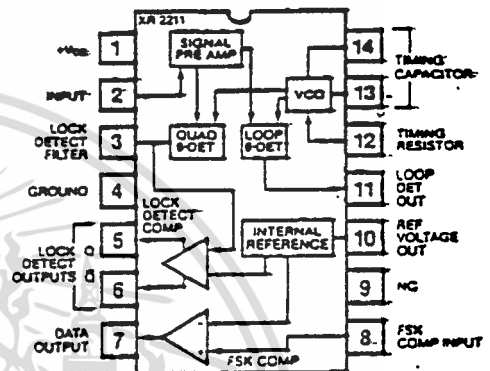 XR 2211
+Vcc
1
SIGNAL
PRE AMP
14
TIMING
CAPACITOR
INPUT
2
VCO
13
LOCK
DETECT
FILTER
3
QUAD
φ-DET
LOOP
φ-DET
12
TIMING
RESISTOR
GROUND
4
11
LOOP
DET
OUT
LOCK
DETECT
COMP
LOCK
DETECT
OUTPUTS
Q
5
Q̅
6
INTERNAL
REFERENCE
10
REF
VOLTAGE
OUT
9
NC
DATA
OUTPUT
7
FSK COMP
8
FSK
COMP INPUT